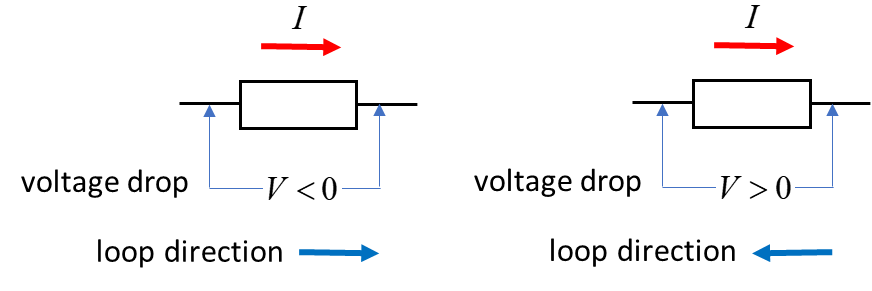 I
voltage drop
V < 0
loop direction
I
voltage drop
V > 0
loop direction